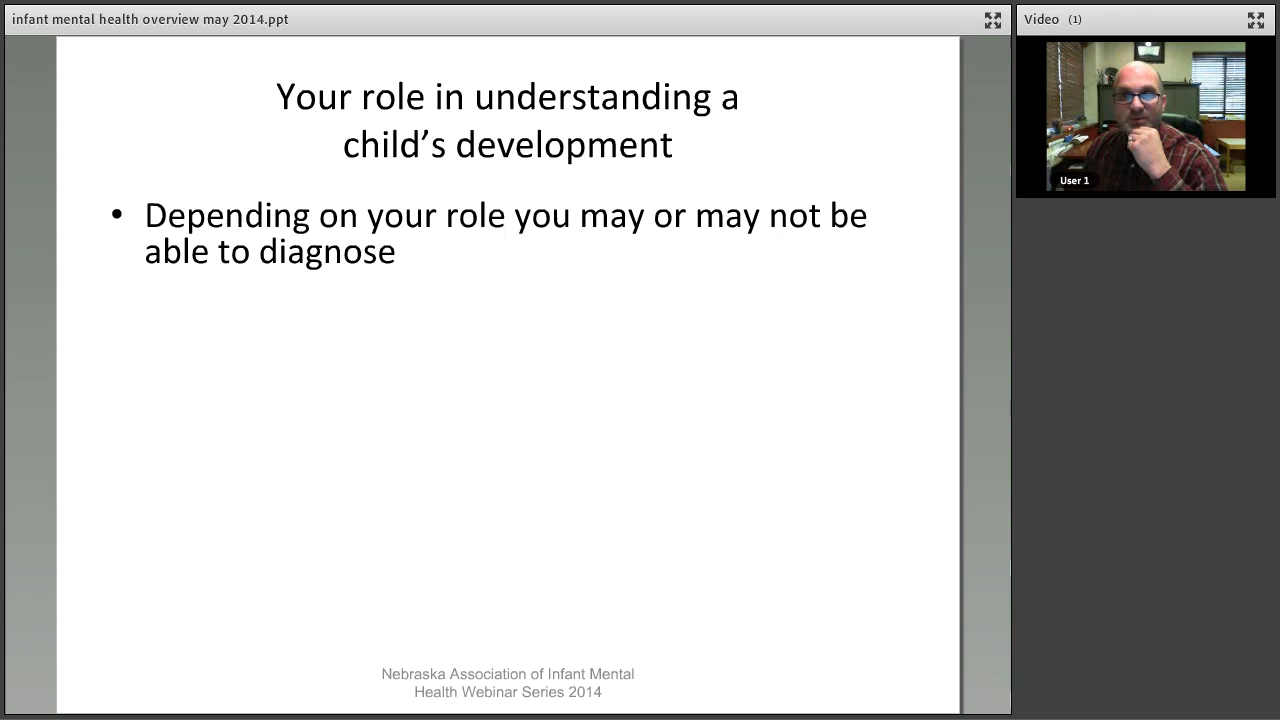 infant mental health overview may 2014.ppt
Video (1)
Your role in understanding a
child’s development
• Depending on your role you may or may not be
able to diagnose
User 1
Nebraska Association of Infant Mental
Health Webinar Series 2014